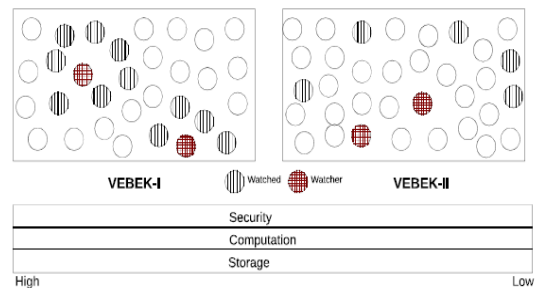 VEBEK-I
Watched
Watcher
VEBEK-II
Security
Computation
Storage
High
Low